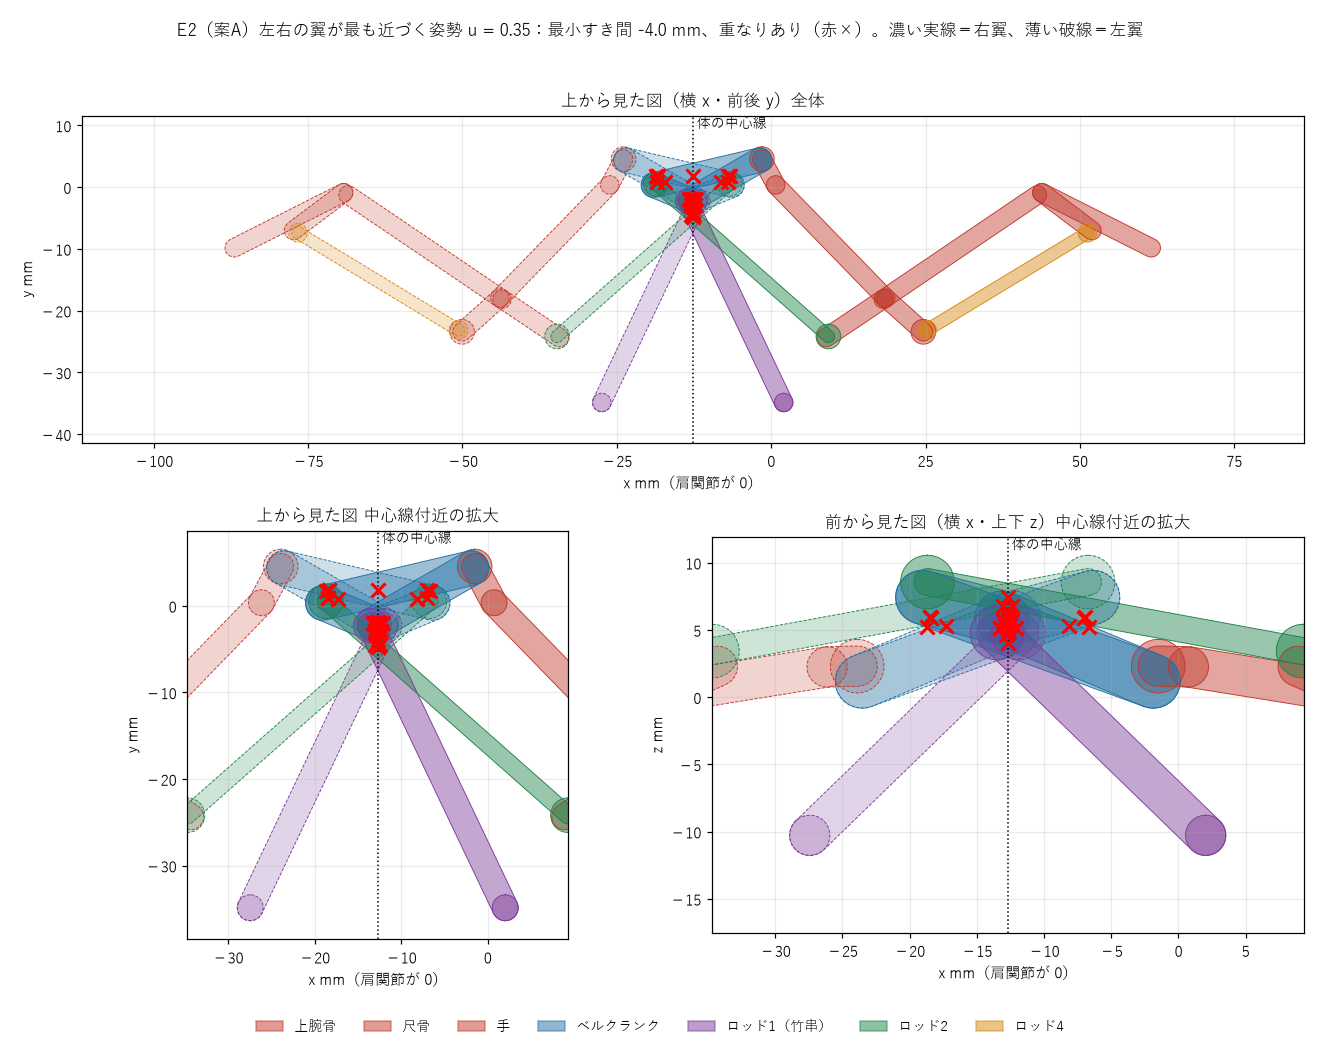 E2（案A）左右の翼が最も近づく姿勢 u = 0.35：最小すき間 -4.0 mm、重なりあり（赤×）。濃い実線＝右翼、薄い破線＝左翼
上から見た図（横 x・前後 y）全体
体の中心線
10
0
−10
−20
−30
−40
y mm
−100
−75
−50
−25
0
25
50
75
x mm（肩関節が 0）
上から見た図 中心線付近の拡大
体の中心線
0
−10
−20
−30
y mm
−30
−20
−10
0
x mm（肩関節が 0）
前から見た図（横 x・上下 z）中心線付近の拡大
体の中心線
10
5
0
−5
−10
−15
z mm
−30
−25
−20
−15
−10
−5
0
5
x mm（肩関節が 0）
上腕骨
尺骨
手
ベルクランク
ロッド1（竹串）
ロッド2
ロッド4